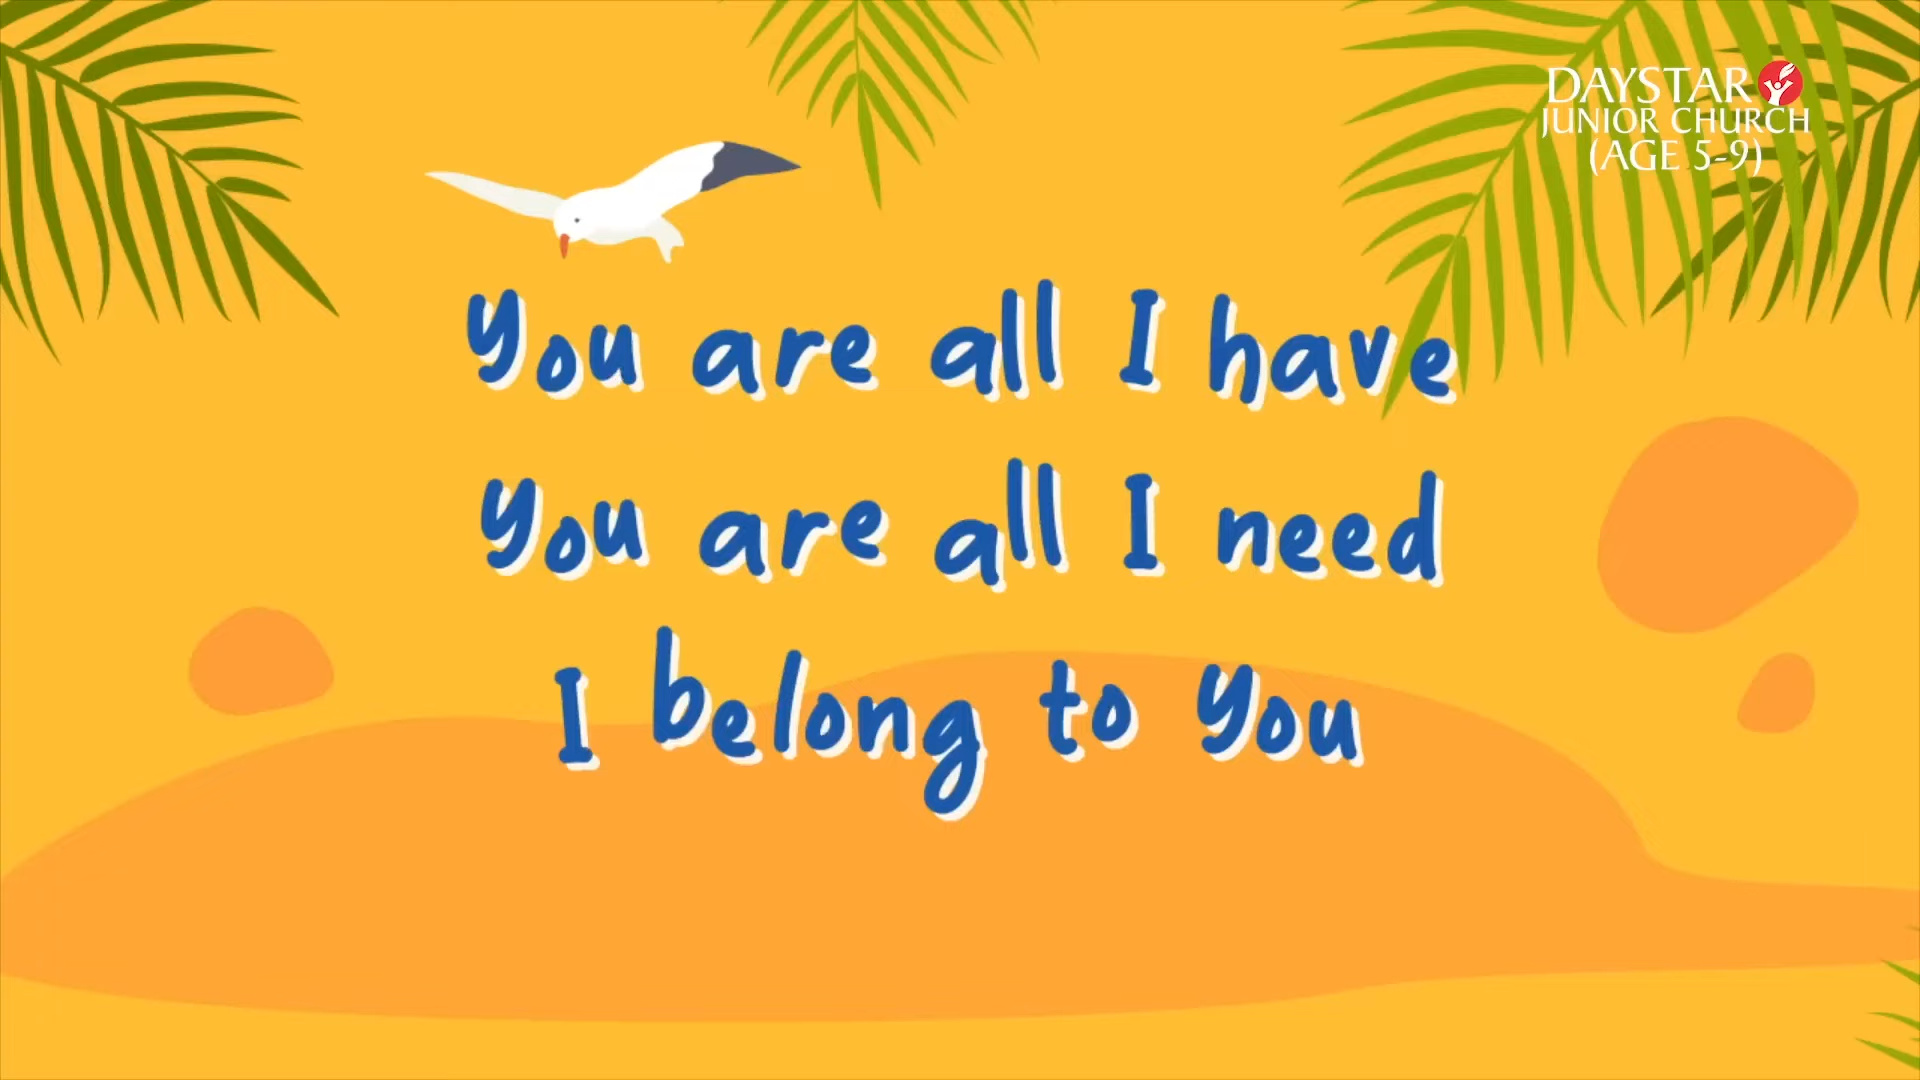 DAYSTAR
JUNIOR CHURCH
(AGE 5-9)
You are all I have
You are all I need
I belong to You